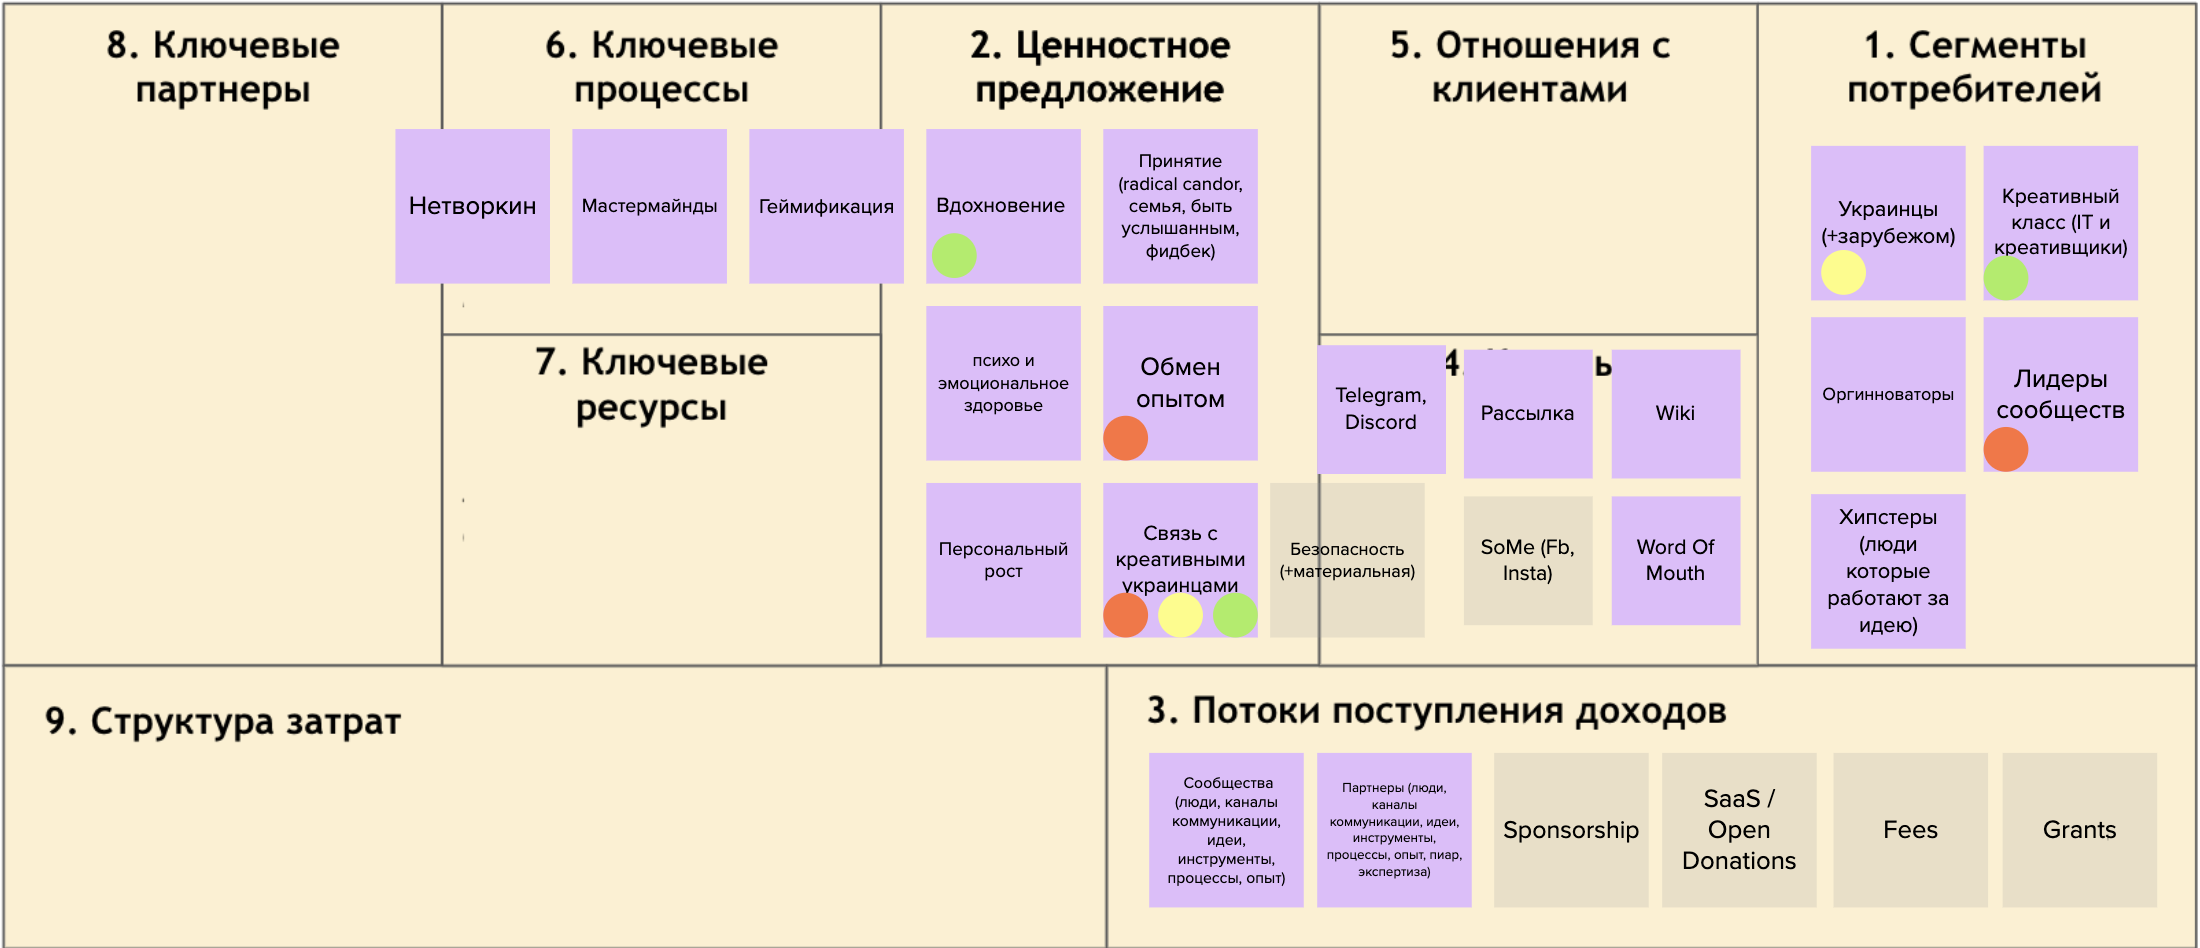 8. Ключевые
партнеры
6. Ключевые
процессы
Нетворкин
Мастермайнды
Геймификация
7. Ключевые
ресурсы
2. Ценностное
предложение
Вдохновение
Принятие
(radical candor,
семья, быть
услышанным,
фидбек)
психо и
эмоциональное
здоровье
Обмен
опытом
Персональный
рост
Связь с
креативными
украинцами
Безопасность
(+материальная)
5. Отношения с
клиентами
4.
Telegram,
Discord
Рассылка
Wiki
SoMe (Fb,
Insta)
Word Of
Mouth
1. Сегменты
потребителей
Украинцы
(+зарубежом)
Креативный
класс (IT и
креативщики)
Оргинноваторы
Лидеры
сообществ
Хипстеры
(люди
которые
работают за
идею)
9. Структура затрат
3. Потоки поступления доходов
Сообщества
(люди, каналы
коммуникации,
идеи,
инструменты,
процессы, опыт)
Партнеры (люди,
каналы
коммуникации, идеи,
инструменты,
процессы, опыт, пиар,
экспертиза)
Sponsorship
SaaS /
Open
Donations
Fees
Grants